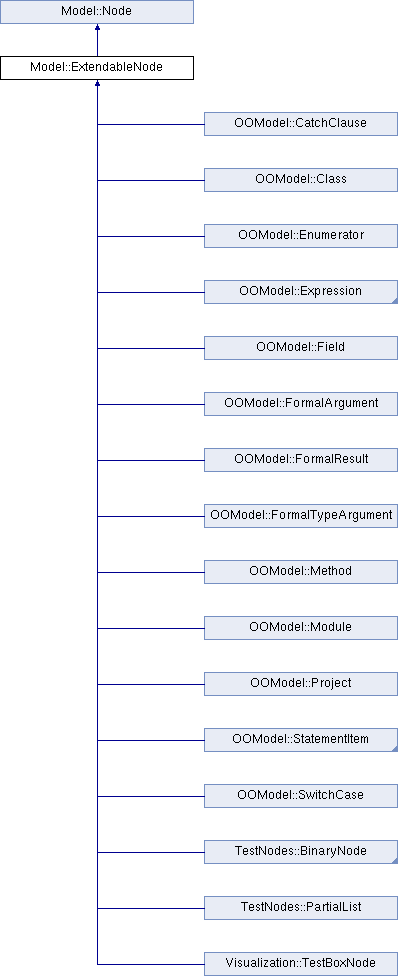 Model::Node
Model::ExtendableNode
OOModel::CatchClause
OOModel::Class
OOModel::Enumerator
OOModel::Expression
OOModel::Field
OOModel::FormalArgument
OOModel::FormalResult
OOModel::FormalTypeArgument
OOModel::Method
OOModel::Module
OOModel::Project
OOModel::StatementItem
OOModel::SwitchCase
TestNodes::BinaryNode
TestNodes::PartialList
Visualization::TestBoxNode